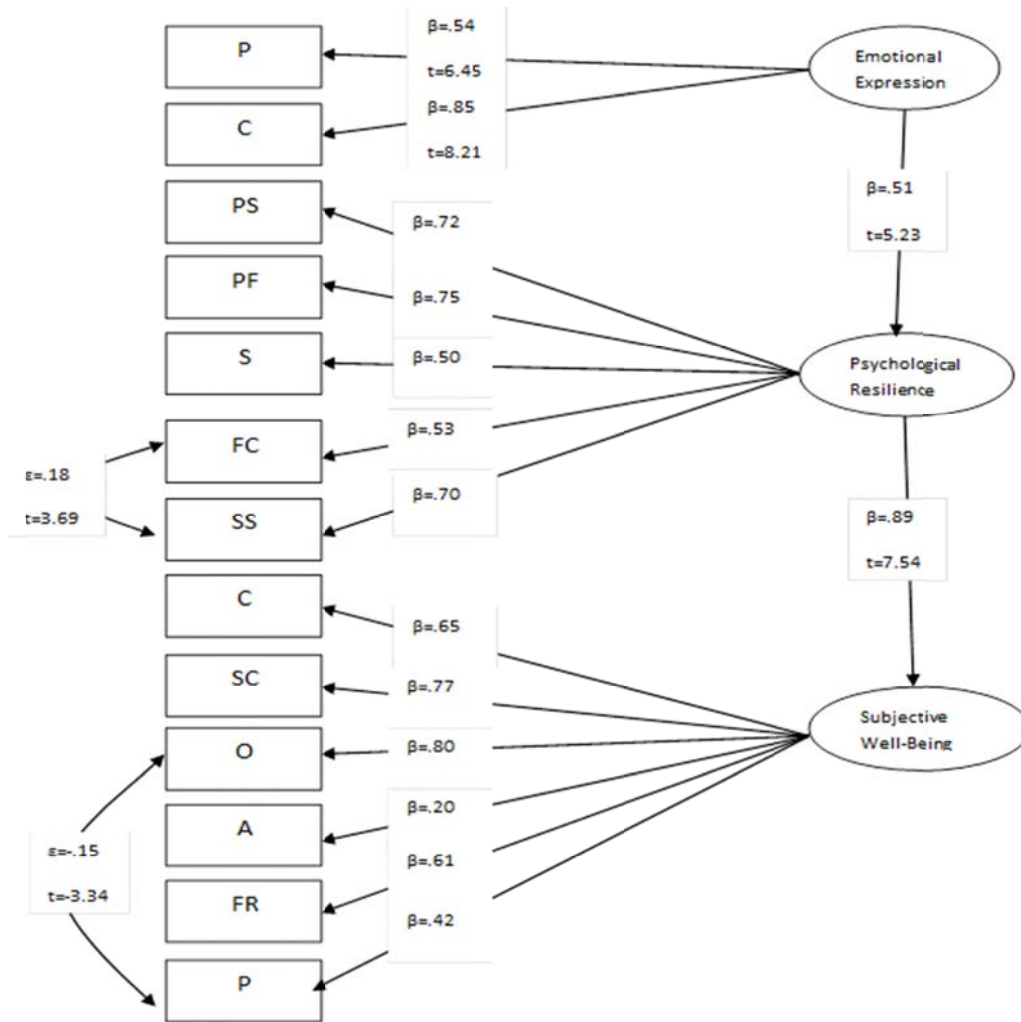 P
β=.54
t=6.45
Emotional
Expression
C
β=.85
t=8.21
β=.51
t=5.23
PS
β=.72
PF
β=.75
S
β=.50
Psychological
Resilience
FC
β=.53
ε=.18
t=3.69
SS
β=.70
β=.89
t=7.54
C
β=.65
SC
β=.77
Subjective
Well-Being
O
β=.80
A
β=.20
ε=-.15
t=-3.34
FR
β=.61
β=.42
P